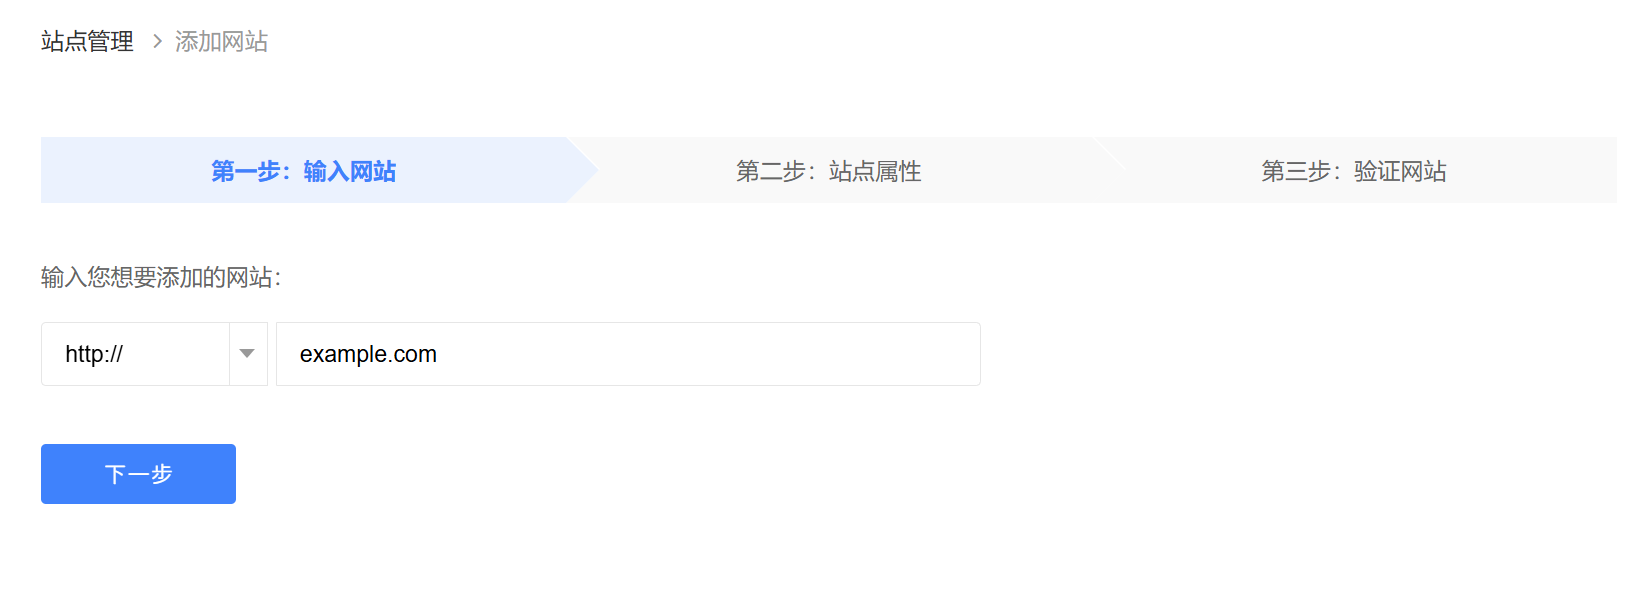 站点管理 > 添加网站
第一步：输入网站 第二步：站点属性 第三步：验证网站
输入您想要添加的网站：
http:// example.com
下一步